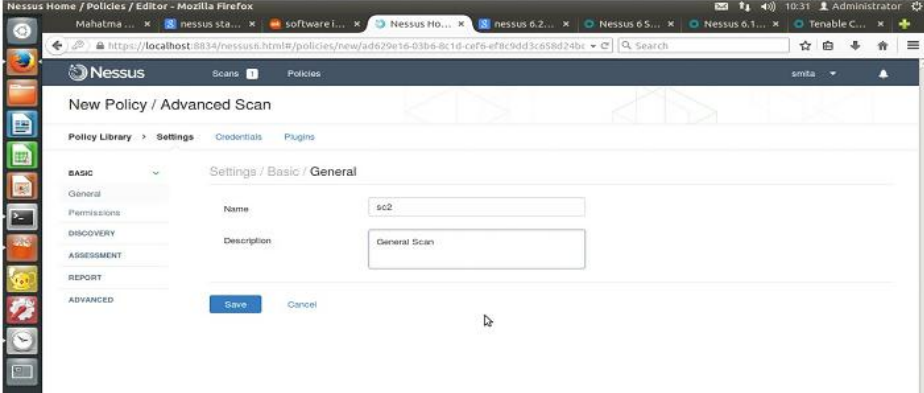 Nessus Home / Policies / Editor - Mozilla Firefox 10:31 Administrator
Mahatma ... × nessus sta... × software i... × Nessus Ho... × nessus 6.2... × Nessus 6 S... × Nessus 6.1... × Tenable C... ×
https://localhost:8834/nessus6.html#/policies/new/ad629e16-03b6-8c1d-cef6-ef8c9dd3c658d24bc Search
Nessus Scans 1 Policies smita
New Policy / Advanced Scan
Policy Library > Settings Credentials Plugins
BASIC Settings / Basic / General
General
Name sc2
Permissions
DISCOVERY Description General Scan
ASSESSMENT
REPORT
ADVANCED Save Cancel